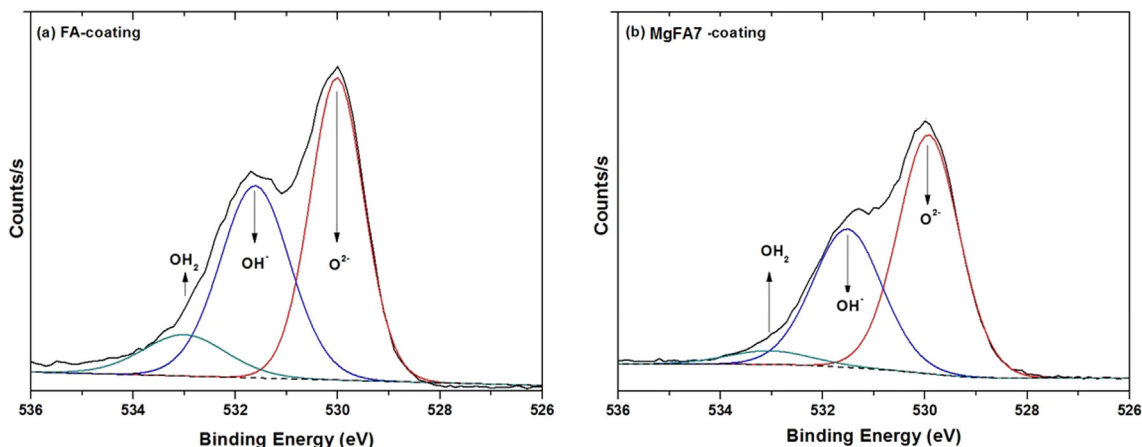 (a) FA-coating
Counts/s
OH₂
OH⁻
O²⁻
536 534 532 530 528 526
Binding Energy (eV)
(b) MgFA7 -coating
Counts/s
OH₂
OH⁻
O²⁻
536 534 532 530 528 526
Binding Energy (eV)